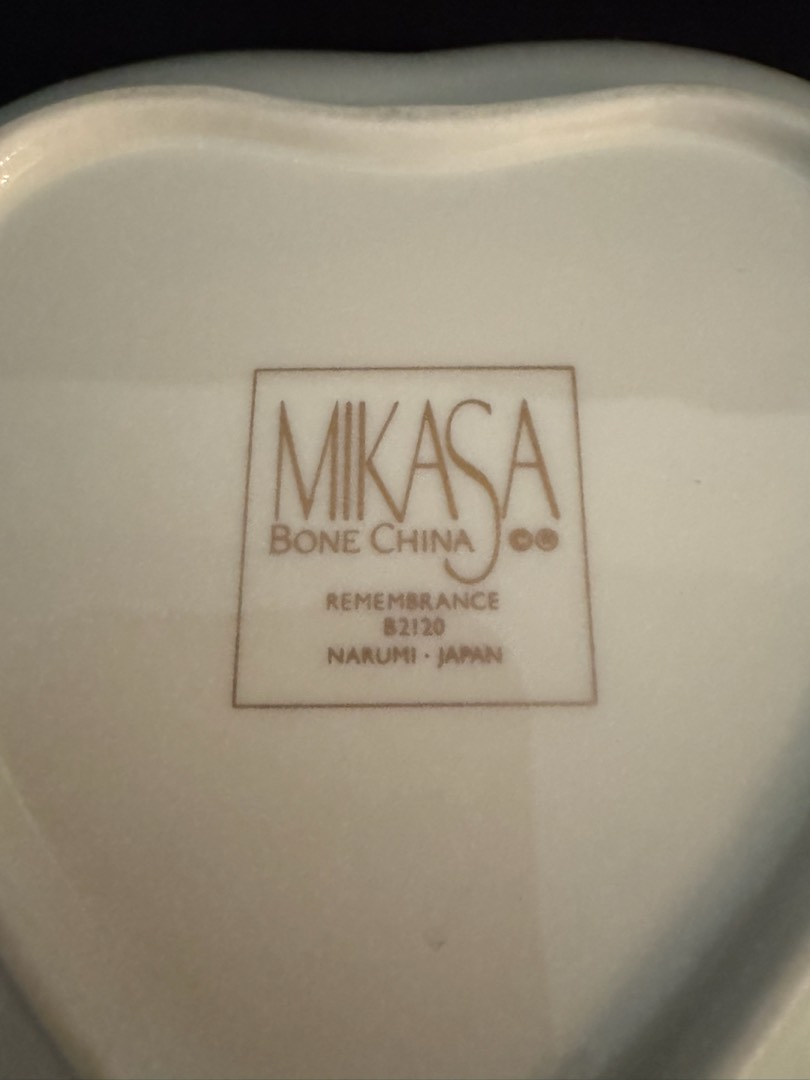 MIKASA
BONE CHINA ©®
REMEMBRANCE
B2120
NARUMI · JAPAN